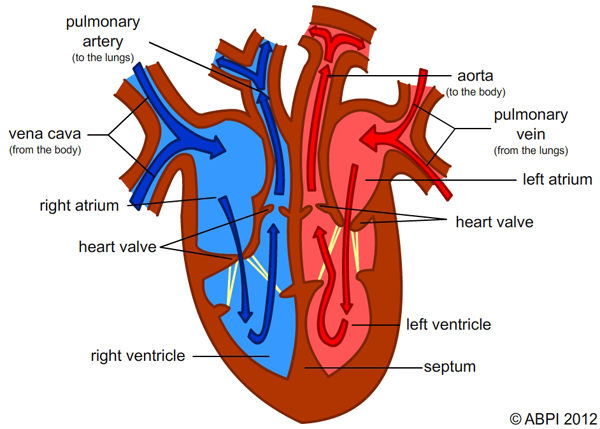 pulmonary
artery
(to the lungs)
aorta
(to the body)
vena cava
(from the body)
pulmonary
vein
(from the lungs)
left atrium
right atrium
heart valve
heart valve
left ventricle
right ventricle
septum
© ABPI 2012